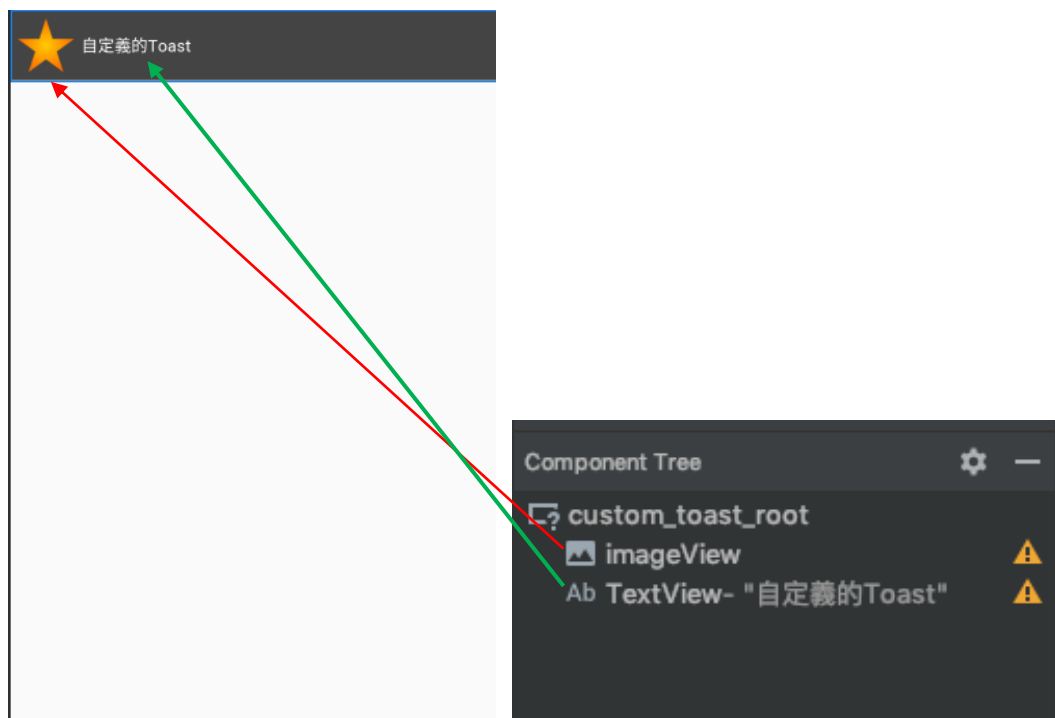 自定義的Toast
Component Tree
custom_toast_root
imageView
Ab TextView- "自定義的Toast"